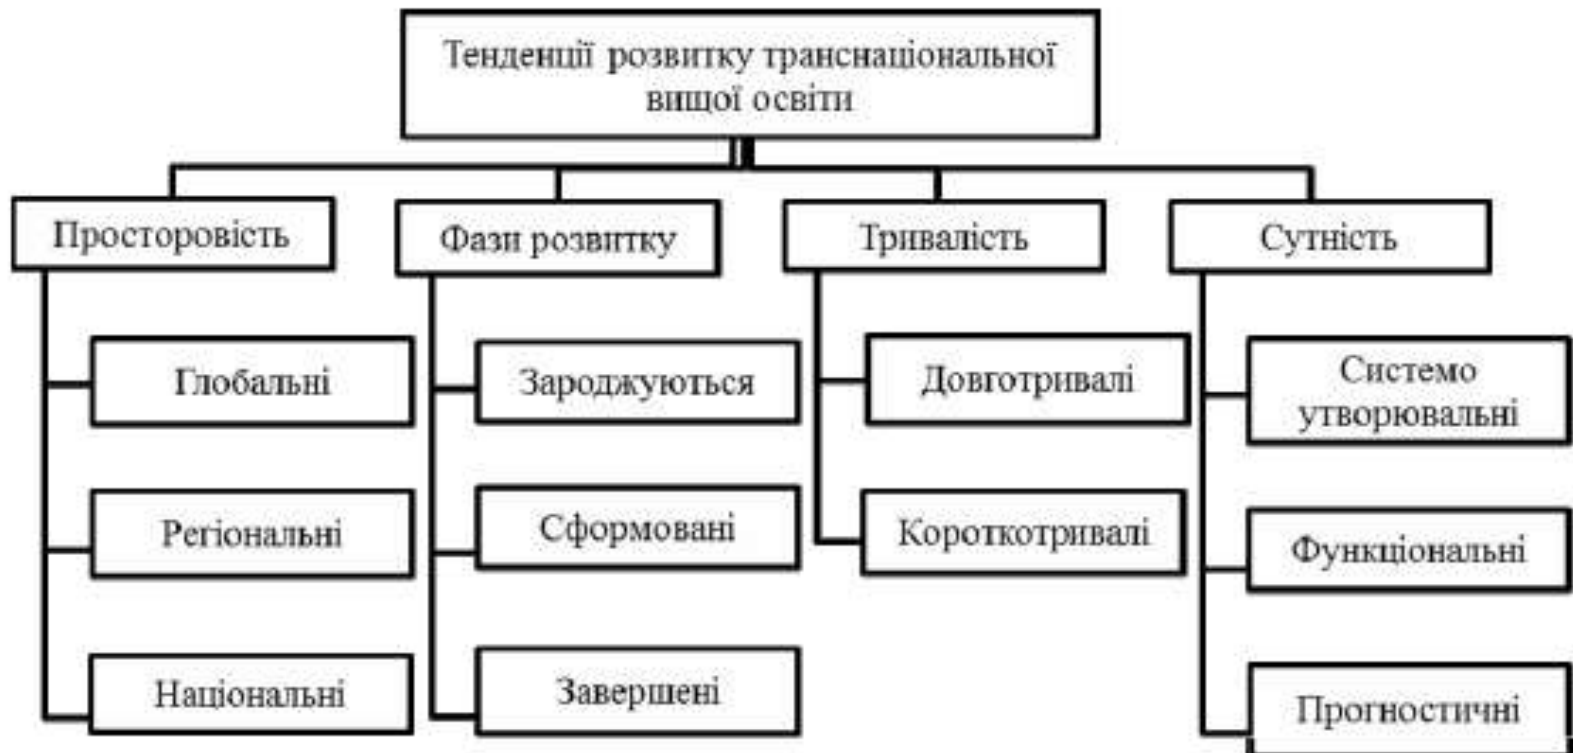 Тенденції розвитку транснаціональної
вищої освіти
Просторовість
Глобальні
Регіональні
Національні
Фази розвитку
Зароджуються
Сформовані
Завершені
Тривалість
Довготривалі
Короткотривалі
Сутність
Системо
утворювальні
Функціональні
Прогностичні